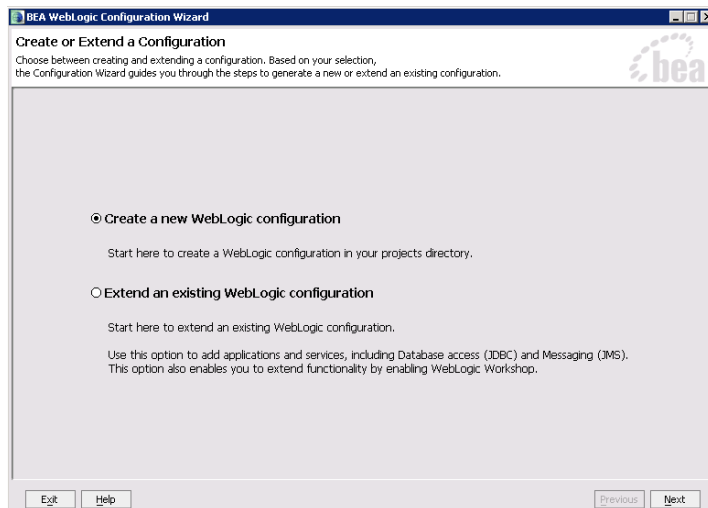 BEA WebLogic Configuration Wizard
Create or Extend a Configuration
Choose between creating and extending a configuration. Based on your selection,
the Configuration Wizard guides you through the steps to generate a new or extend an existing configuration.
bea
Create a new WebLogic configuration
Start here to create a WebLogic configuration in your projects directory.
Extend an existing WebLogic configuration
Start here to extend an existing WebLogic configuration.
Use this option to add applications and services, including Database access (JDBC) and Messaging (JMS).
This option also enables you to extend functionality by enabling WebLogic Workshop.
Exit Help Previous Next